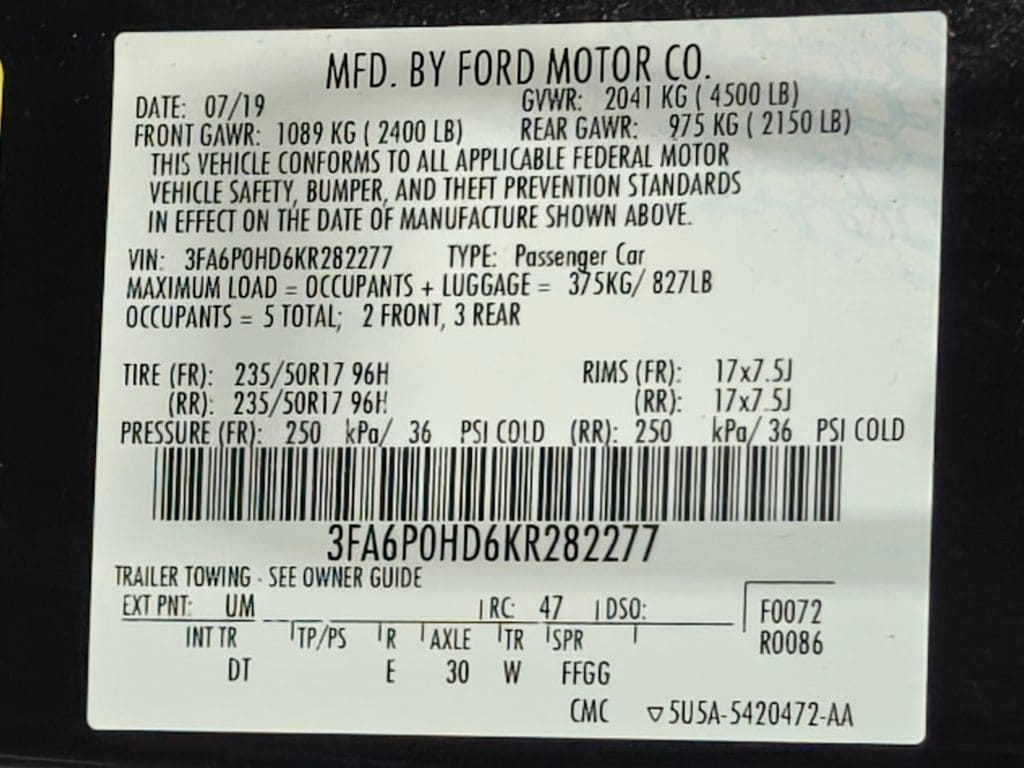 MFD. BY FORD MOTOR CO.
DATE: 07/19 GVWR: 2041 KG ( 4500 LB)
FRONT GAWR: 1089 KG ( 2400 LB) REAR GAWR: 975 KG ( 2150 LB)
THIS VEHICLE CONFORMS TO ALL APPLICABLE FEDERAL MOTOR
VEHICLE SAFETY, BUMPER, AND THEFT PREVENTION STANDARDS
IN EFFECT ON THE DATE OF MANUFACTURE SHOWN ABOVE.
VIN: 3FA6P0HD6KR282277 TYPE: Passenger Car
MAXIMUM LOAD = OCCUPANTS + LUGGAGE = 375KG/ 827LB
OCCUPANTS = 5 TOTAL; 2 FRONT, 3 REAR
TIRE (FR): 235/50R17 96H RIMS (FR): 17x7.5J
(RR): 235/50R17 96H (RR): 17x7.5J
PRESSURE (FR): 250 kPa/ 36 PSI COLD (RR): 250 kPa/ 36 PSI COLD
3FA6P0HD6KR282277
TRAILER TOWING - SEE OWNER GUIDE
EXT PNT: UM RC: 47 DSO: F0072
INT TR TP/PS R AXLE TR SPR R0086
DT E 30 W FFGG
CMC ▽5U5A-5420472-AA